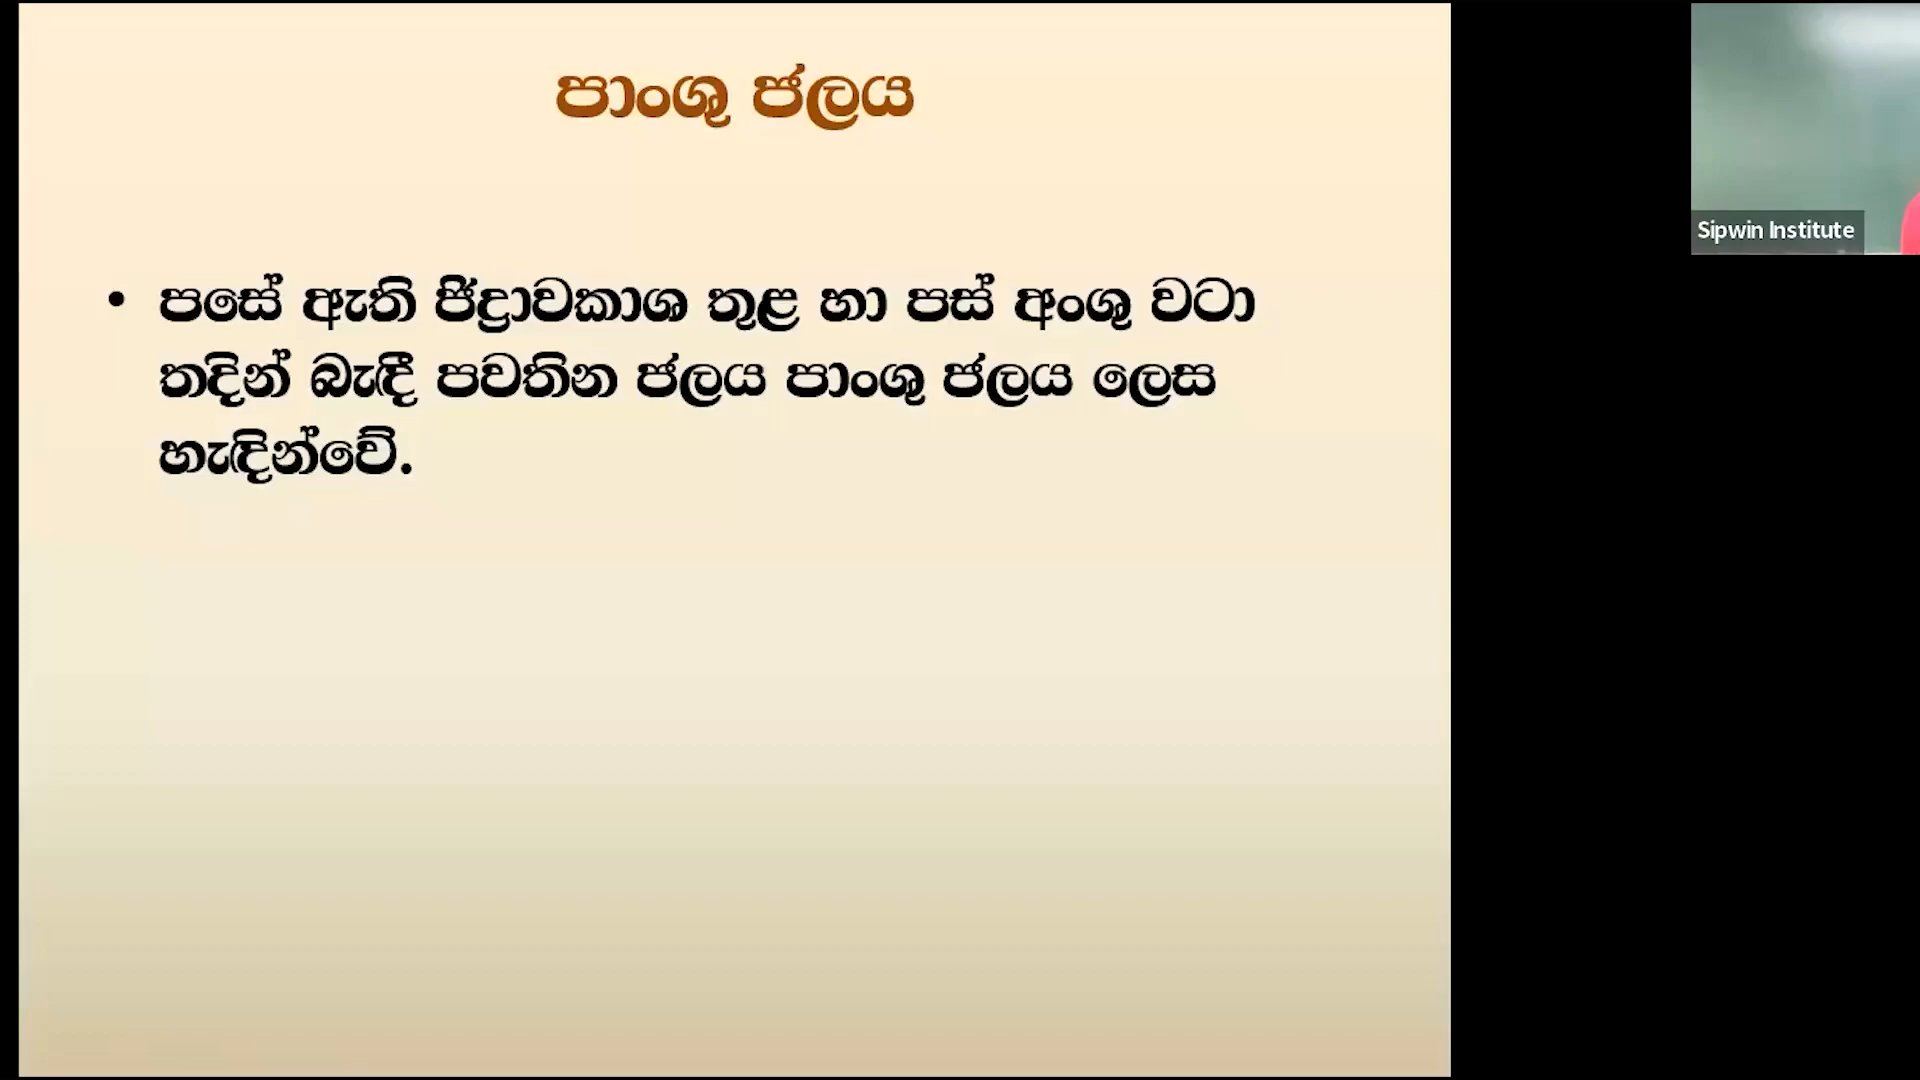 පාංශු ජලය
• පසේ ඇති ජිද්‍රාවකාශ තුළ හා පස් අංශු වටා
තදින් බැඳී පවතින ජලය පාංශු ජලය ලෙස
හැඳින්වේ.
Sipwin Institute